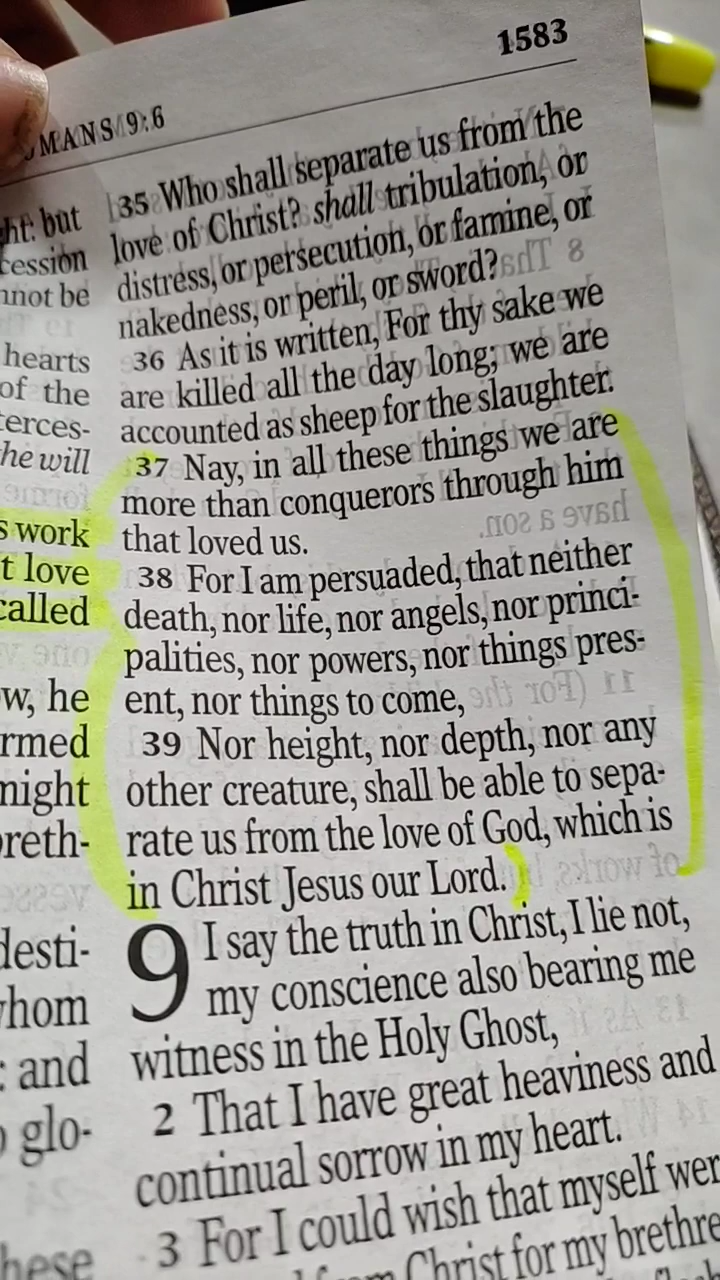 1583
MANS 9:6
ht: but
cession
nnot be
hearts
of the
terces-
he will
s work
t love
called
w, he
rmed
night
reth-
desti-
whom
: and
glo-
hese
35 Who shall separate us from the
love of Christ? shall tribulation, or
distress, or persecution, or famine, or
nakedness, or peril, or sword?
36 As it is written, For thy sake we
are killed all the day long; we are
accounted as sheep for the slaughter.
37 Nay, in all these things we are
more than conquerors through him
that loved us.
38 For I am persuaded, that neither
death, nor life, nor angels, nor princi-
palities, nor powers, nor things pres-
ent, nor things to come,
39 Nor height, nor depth, nor any
other creature, shall be able to sepa-
rate us from the love of God, which is
in Christ Jesus our Lord.
9 I say the truth in Christ, I lie not,
my conscience also bearing me
witness in the Holy Ghost,
2 That I have great heaviness and
continual sorrow in my heart.
3 For I could wish that myself wer
from Christ for my brethre